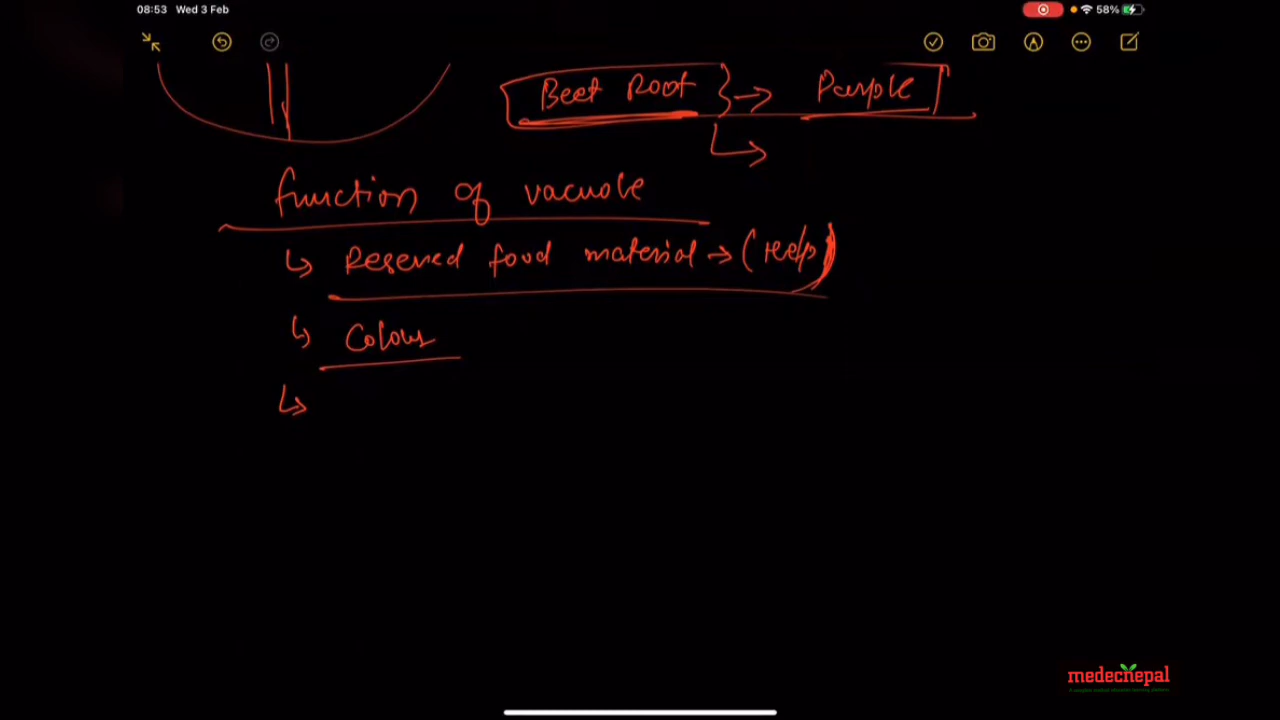 08:53 Wed 3 Feb
58%
Beet Root → Purple
function of vacuole
↳ Reserved food material → (Help)
↳ Colour
medecnepal